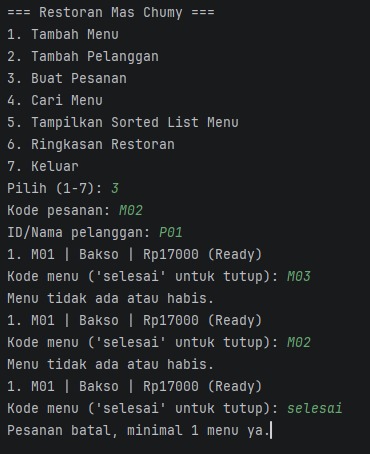 === Restoran Mas Chumy ===
1. Tambah Menu
2. Tambah Pelanggan
3. Buat Pesanan
4. Cari Menu
5. Tampilkan Sorted List Menu
6. Ringkasan Restoran
7. Keluar
Pilih (1-7): 3
Kode pesanan: M02
ID/Nama pelanggan: P01
1. M01 | Bakso | Rp17000 (Ready)
Kode menu ('selesai' untuk tutup): M03
Menu tidak ada atau habis.
1. M01 | Bakso | Rp17000 (Ready)
Kode menu ('selesai' untuk tutup): M02
Menu tidak ada atau habis.
1. M01 | Bakso | Rp17000 (Ready)
Kode menu ('selesai' untuk tutup): selesai
Pesanan batal, minimal 1 menu ya.